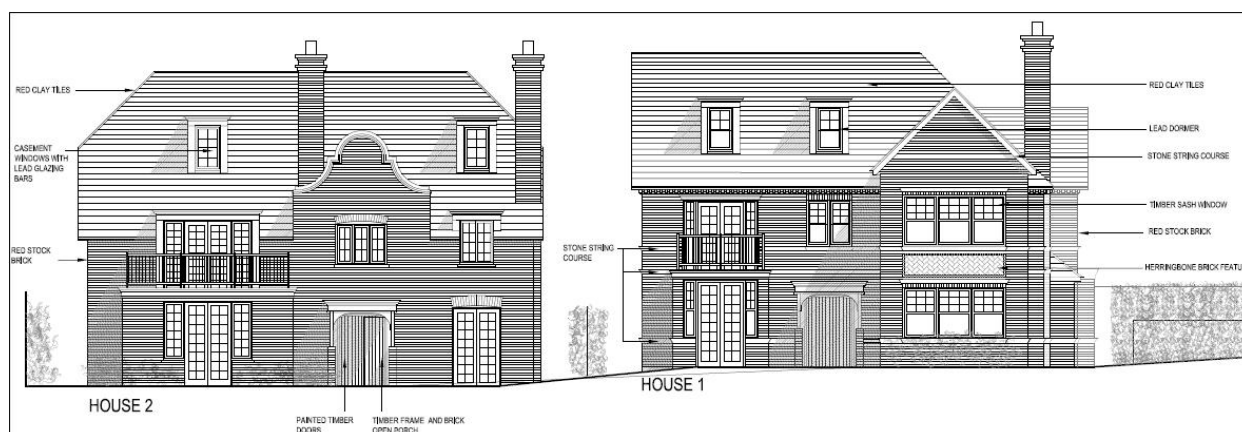 RED CLAY TILES
CASEMENT
WINDOWS WITH
LEAD GLAZING
BARS
RED STOCK
BRICK
HOUSE 2
PAINTED TIMBER
DOORS
TIMBER FRAME AND BRICK
OPEN PORCH
STONE STRING
COURSE
HOUSE 1
RED CLAY TILES
LEAD DORMER
STONE STRING COURSE
TIMBER SASH WINDOW
RED STOCK BRICK
HERRINGBONE BRICK FEATU